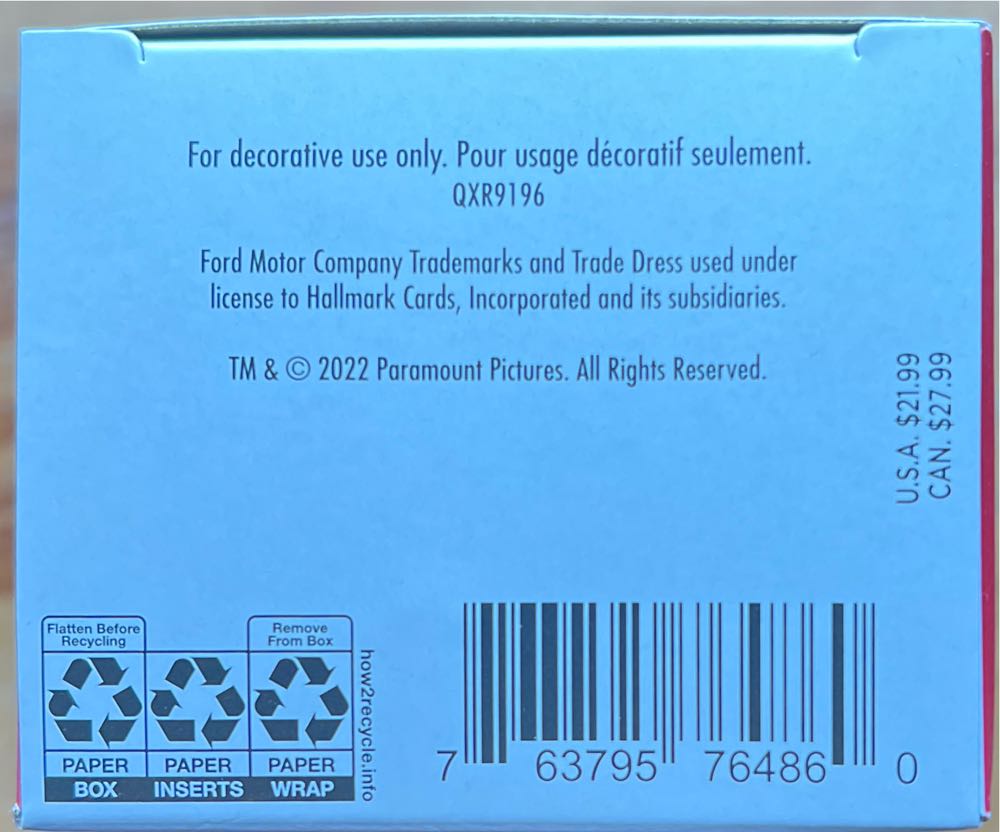 For decorative use only. Pour usage décoratif seulement.
QXR9196
Ford Motor Company Trademarks and Trade Dress used under
license to Hallmark Cards, Incorporated and its subsidiaries.
TM & © 2022 Paramount Pictures. All Rights Reserved.
U.S.A. $21.99
CAN. $27.99
Flatten Before
Recycling
Remove
From Box
PAPER PAPER PAPER
BOX INSERTS WRAP
how2recycle.info
7 63795 76486 0